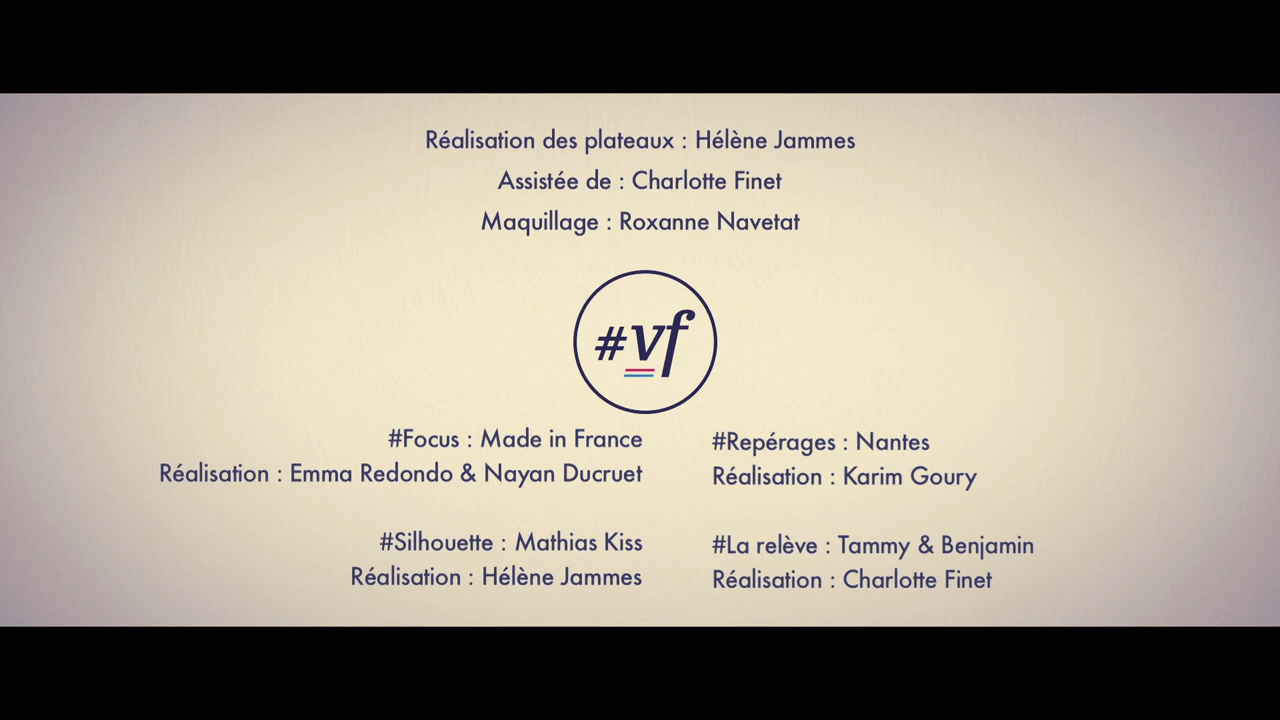 Réalisation des plateaux : Hélène Jammes
Assistée de : Charlotte Finet
Maquillage : Roxanne Navetat
#vf
#Focus : Made in France
Réalisation : Emma Redondo & Nayan Ducruet
#Silhouette : Mathias Kiss
Réalisation : Hélène Jammes
#Repérages : Nantes
Réalisation : Karim Goury
#La relève : Tammy & Benjamin
Réalisation : Charlotte Finet